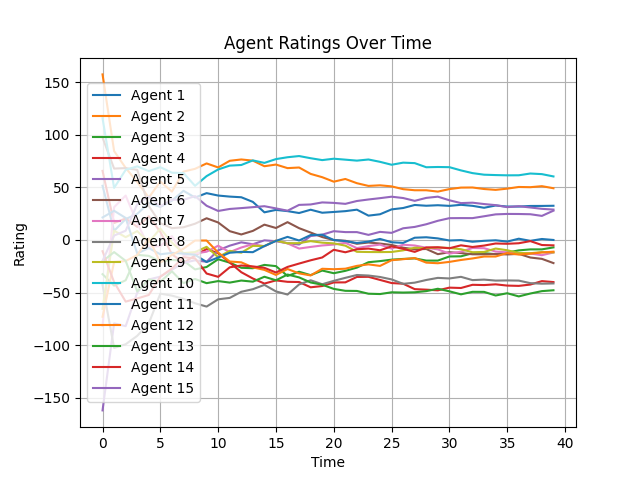 Agent Ratings Over Time
Rating
150
100
50
0
−50
−100
−150
Agent 1
Agent 2
Agent 3
Agent 4
Agent 5
Agent 6
Agent 7
Agent 8
Agent 9
Agent 10
Agent 11
Agent 12
Agent 13
Agent 14
Agent 15
0 5 10 15 20 25 30 35 40
Time